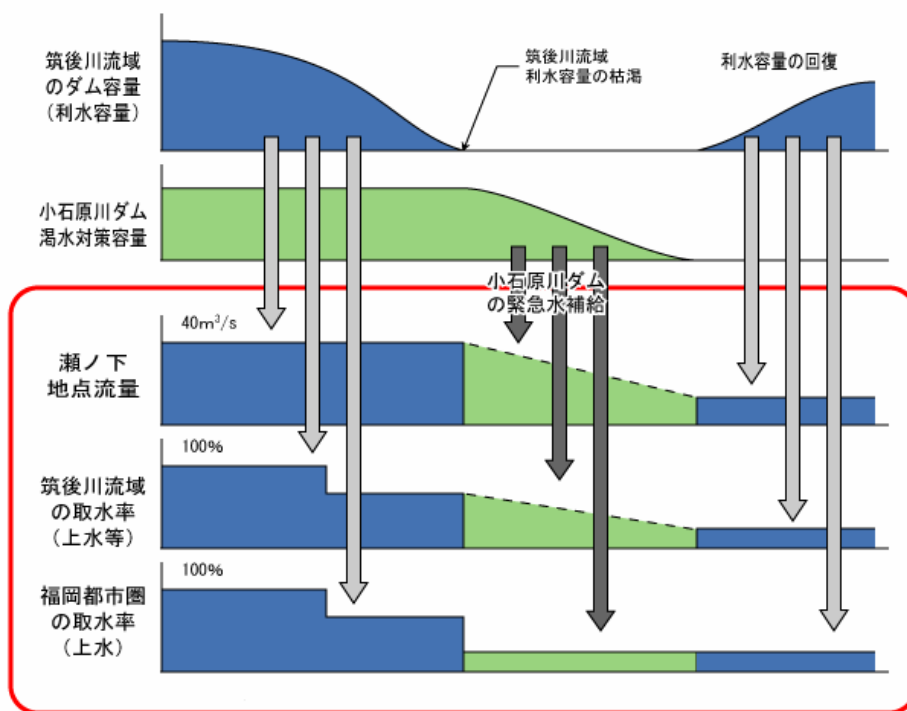 筑後川流域
のダム容量
(利水容量)
筑後川流域
利水容量の枯渇
利水容量の回復
小石原川ダム
渇水対策容量
小石原川ダム
の緊急水補給
40m³/s
瀬ノ下
地点流量
100%
筑後川流域
の取水率
(上水等)
100%
福岡都市圏
の取水率
(上水)